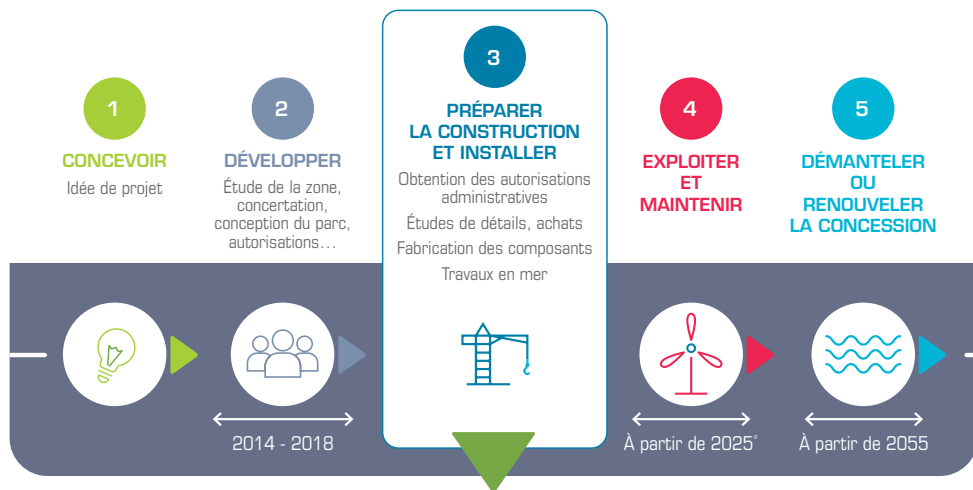 1
CONCEVOIR
Idée de projet
2
DÉVELOPPER
Étude de la zone,
concertation,
conception du parc,
autorisations…
2014 - 2018
3
PRÉPARER
LA CONSTRUCTION
ET INSTALLER
Obtention des autorisations
administratives
Études de détails, achats
Fabrication des composants
Travaux en mer
4
EXPLOITER
ET
MAINTENIR
À partir de 2025*
5
DÉMANTELER
OU
RENOUVELER
LA CONCESSION
À partir de 2055